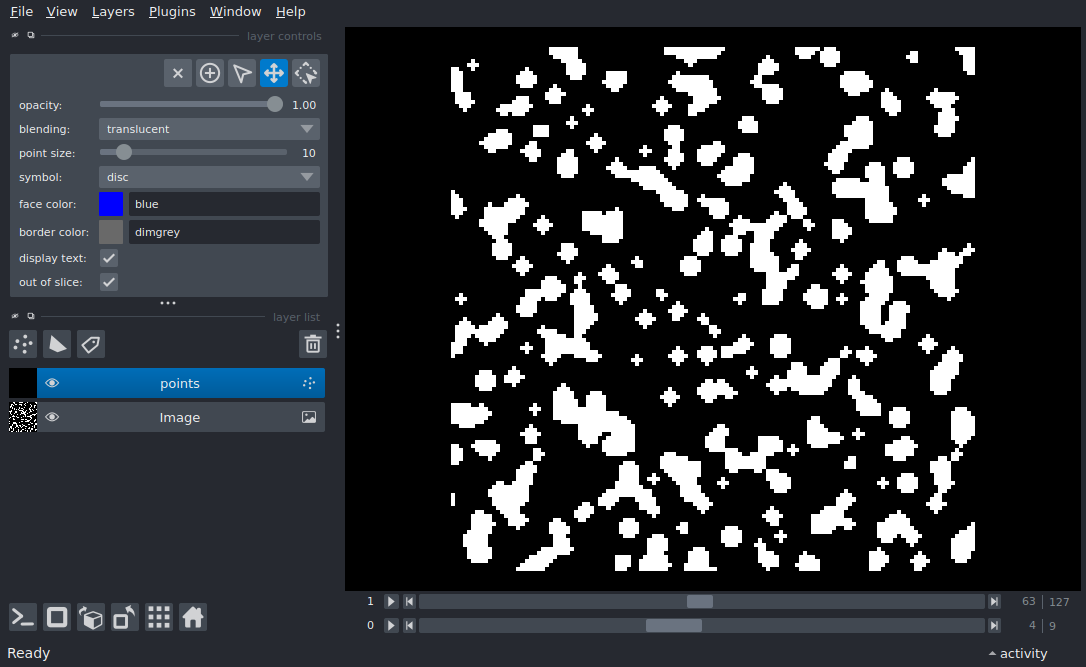 File View Layers Plugins Window Help
layer controls
opacity: 1.00
blending: translucent
point size: 10
symbol: disc
face color: blue
border color: dimgrey
display text:
out of slice:
layer list
points
Image
1 63 127
0 4 9
Ready activity